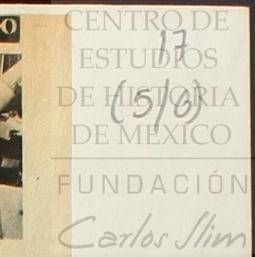 CENTRO DE
ESTUDIOS
17
DE HISTORIA
(5/6)
DE MÉXICO
FUNDACIÓN
Carlos Slim